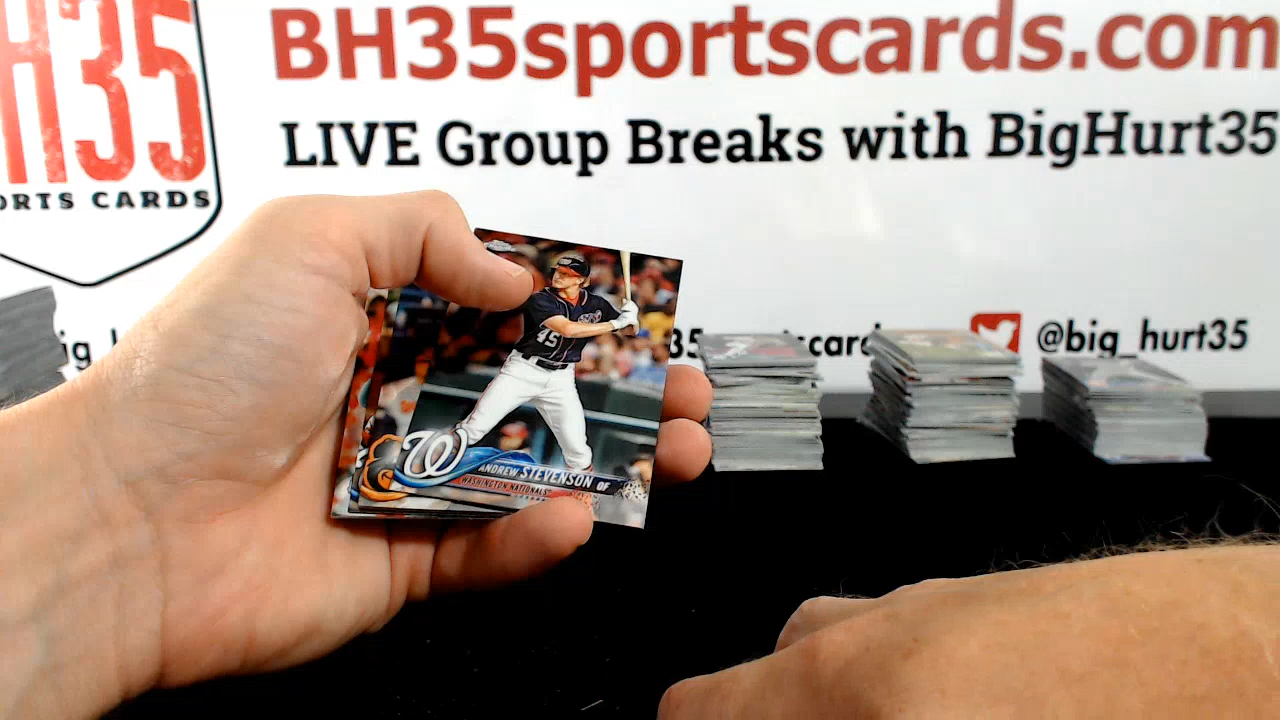 BH35sportscards.com
LIVE Group Breaks with BigHurt35
H35
ORTS CARDS
@big_hurt35
45
W
ANDREW STEVENSON OF
WASHINGTON NATIONALS